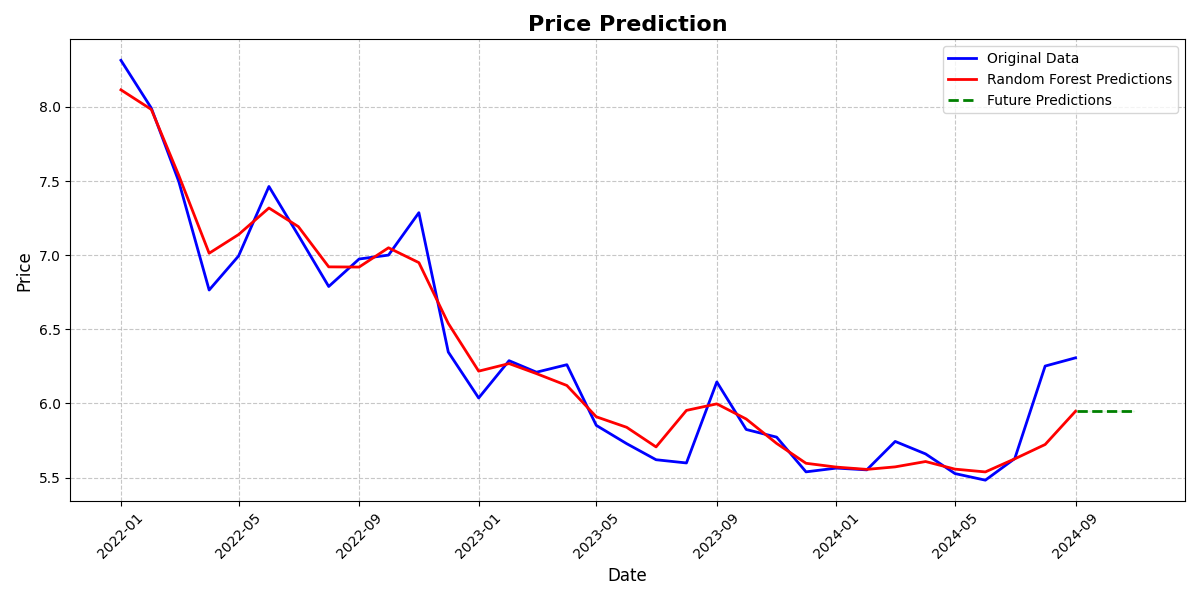 Price Prediction
Original Data
Random Forest Predictions
Future Predictions
Price
8.0
7.5
7.0
6.5
6.0
5.5
2022-01
2022-05
2022-09
2023-01
2023-05
2023-09
2024-01
2024-05
2024-09
Date